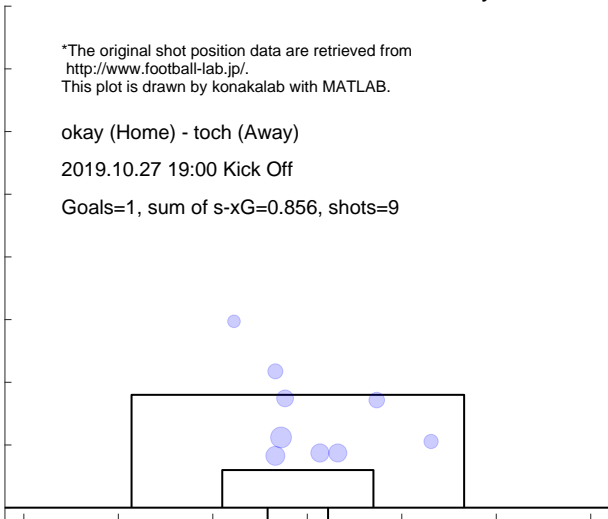 *The original shot position data are retrieved from
http://www.football-lab.jp/.
This plot is drawn by konakalab with MATLAB.
okay (Home) - toch (Away)
2019.10.27 19:00 Kick Off
Goals=1, sum of s-xG=0.856, shots=9